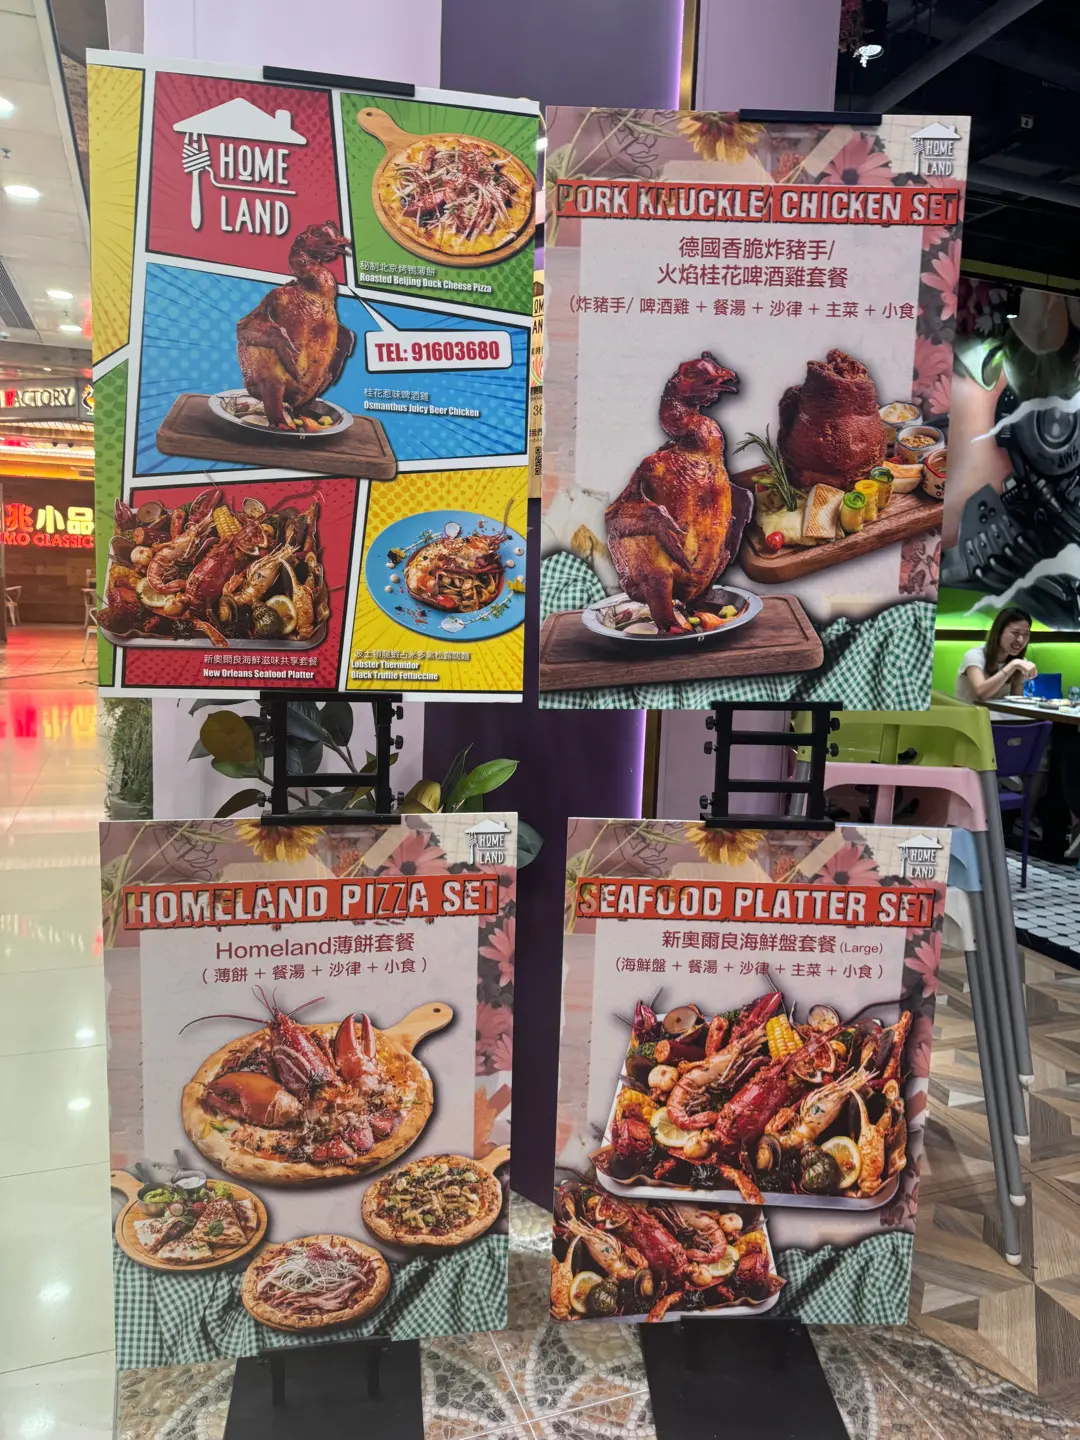 HOME
LAND
秘制北京烤鴨薄餅
Roasted Beijing Duck Cheese Pizza
TEL: 91603680
桂花惹味啤酒雞
Osmanthus Juicy Beer Chicken
新奧爾良海鮮滋味共享套餐
New Orleans Seafood Platter
Lobster Thermidor
Black Truffle Fettuccine
HOME
LAND
PORK KNUCKLE/ CHICKEN SET
德國香脆炸豬手/
火焰桂花啤酒雞套餐
(炸豬手/ 啤酒雞 + 餐湯 + 沙律 + 主菜 + 小食
HOME
LAND
HOMELAND PIZZA SET
Homeland薄餅套餐
( 薄餅 + 餐湯 + 沙律 + 小食 )
HOME
LAND
SEAFOOD PLATTER SET
新奧爾良海鮮盤套餐 (Large)
(海鮮盤 + 餐湯 + 沙律 + 主菜 + 小食 )
ACTORY
小品
MO CLASSIC